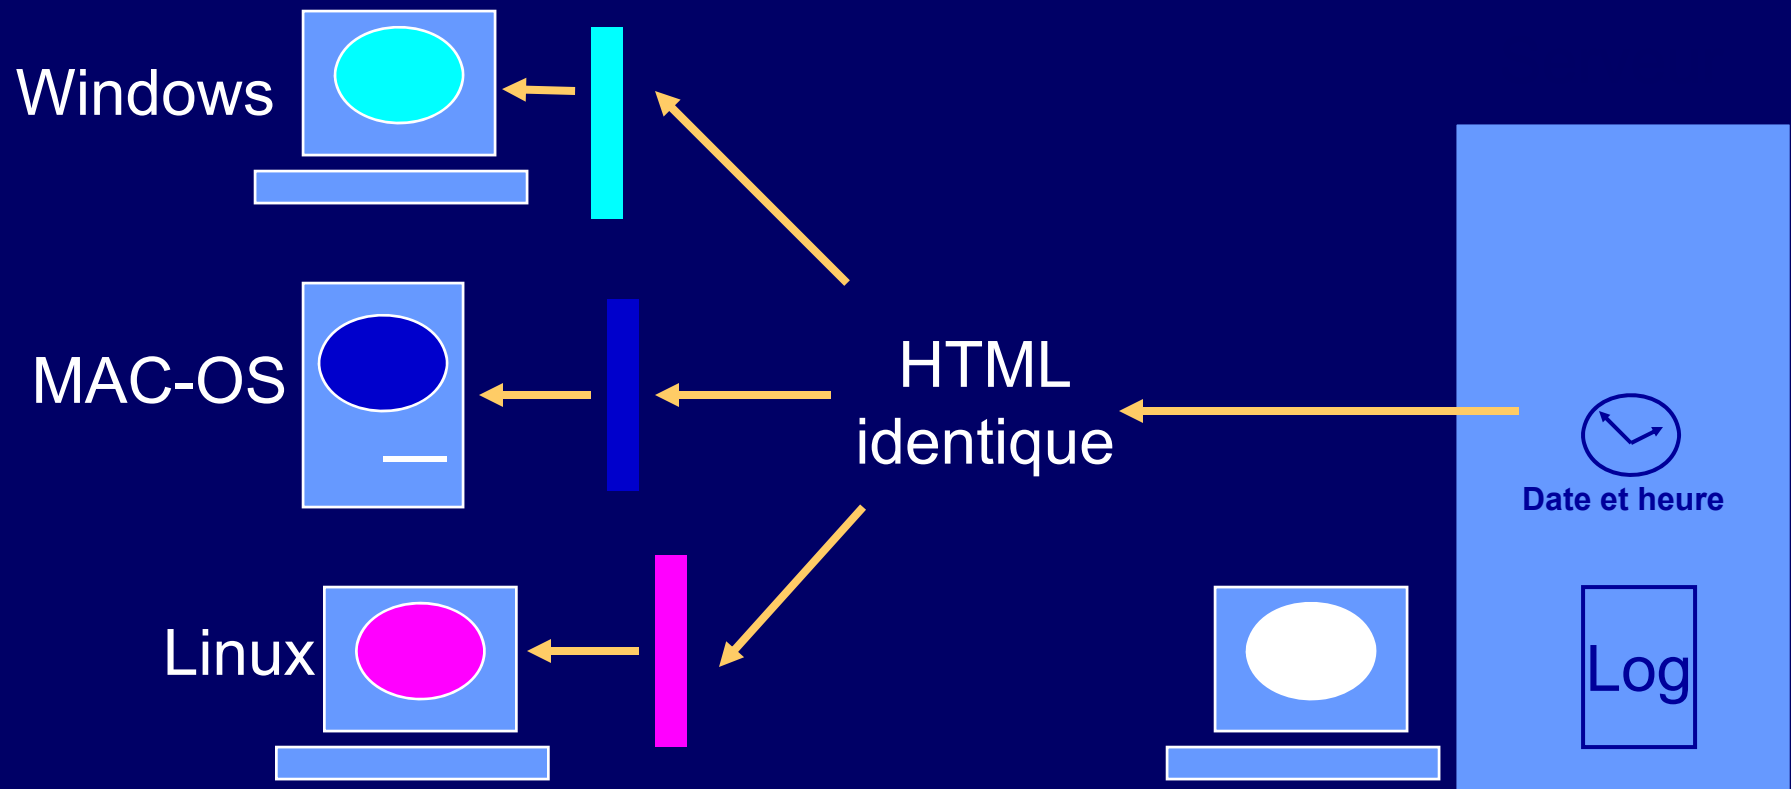 Windows
MAC-OS
HTML
identique
Date et heure
Linux
Log